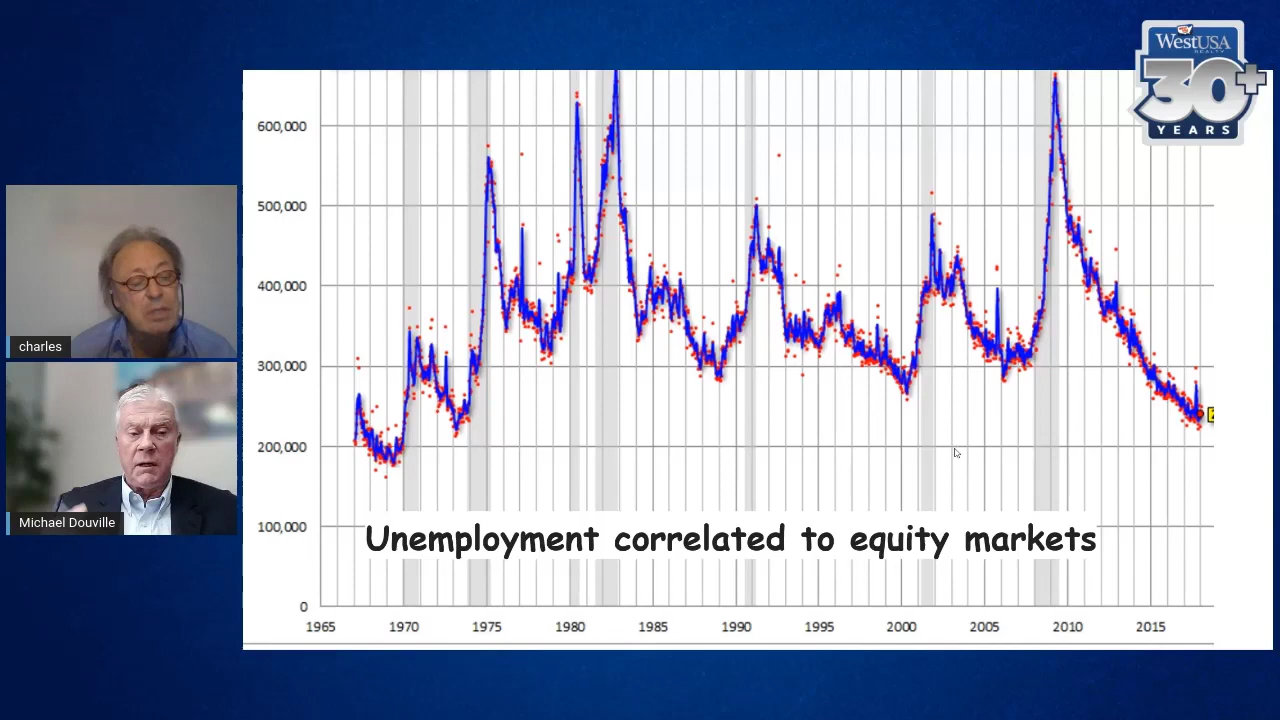 WestUSA
REALTY
30+
YEARS
600,000
500,000
400,000
300,000
200,000
100,000
0
1965 1970 1975 1980 1985 1990 1995 2000 2005 2010 2015
Unemployment correlated to equity markets
charles
Michael Douville